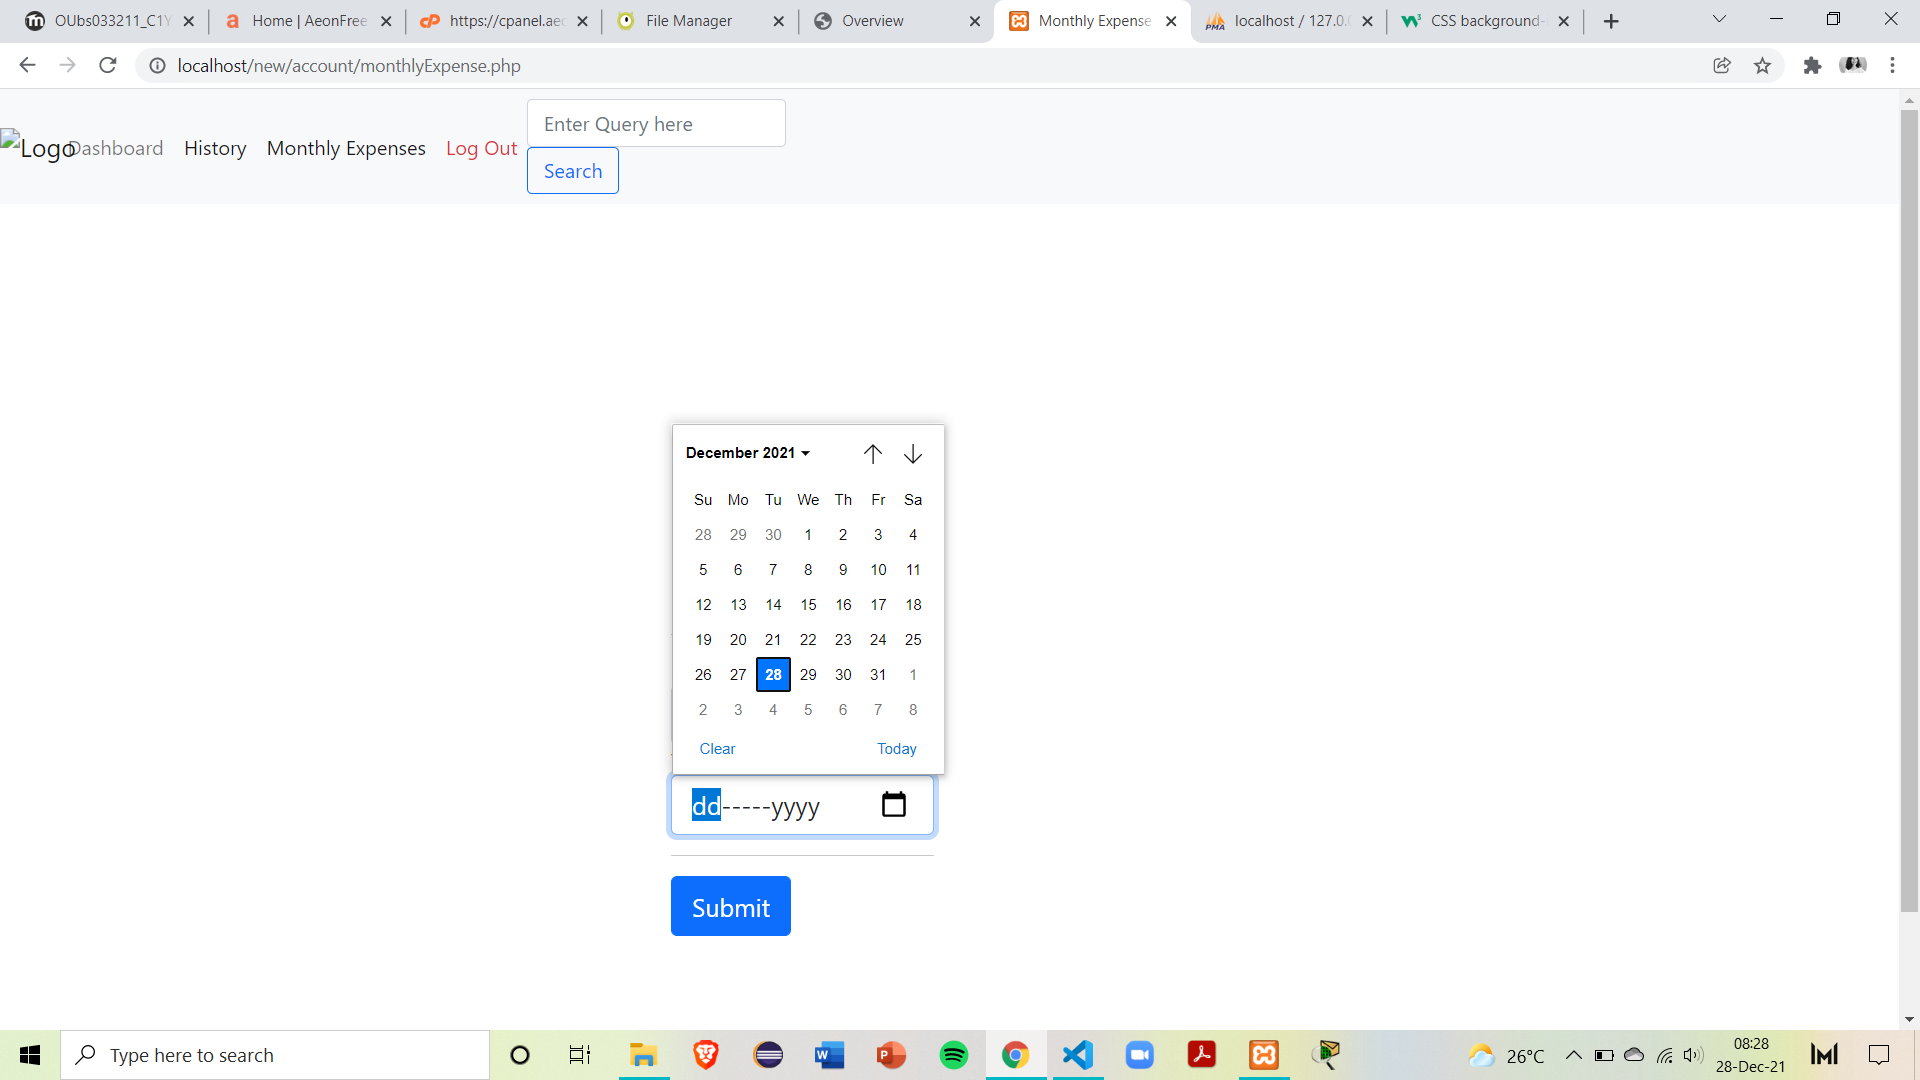 OUbs033211_C1Y
Home | AeonFree
https://cpanel.aec
File Manager
Overview
Monthly Expense
localhost / 127.0.0
CSS background-
localhost/new/account/monthlyExpense.php
Enter Query here
Logo
Dashboard
History
Monthly Expenses
Log Out
Search
December 2021
Su Mo Tu We Th Fr Sa
28 29 30 1 2 3 4
5 6 7 8 9 10 11
12 13 14 15 16 17 18
19 20 21 22 23 24 25
26 27 28 29 30 31 1
2 3 4 5 6 7 8
Clear Today
dd-----yyyy
Submit
Type here to search
26°C
08:28
28-Dec-21